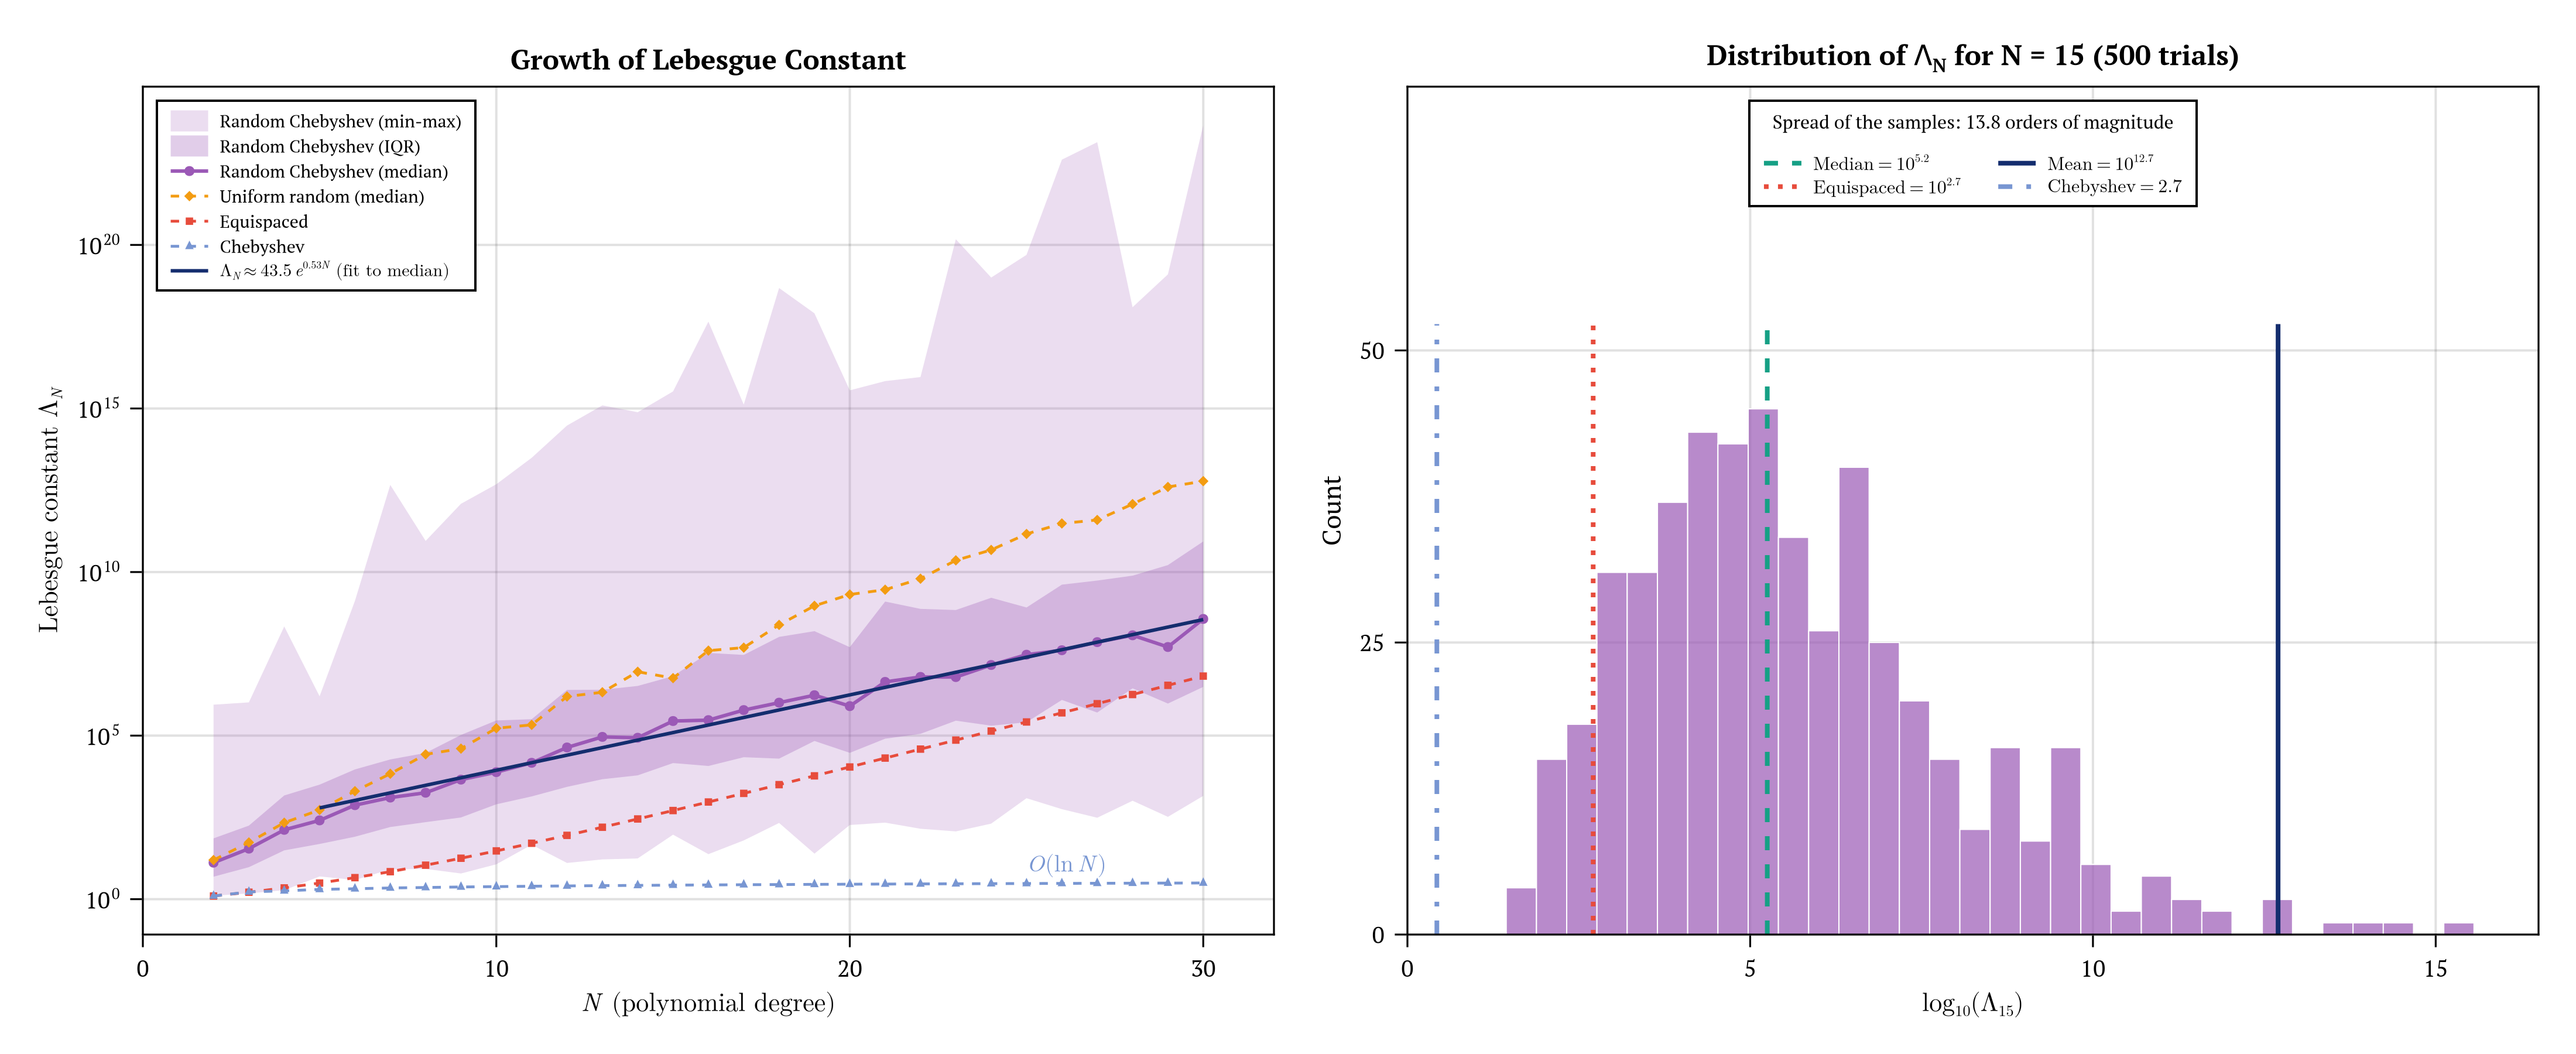 Growth of Lebesgue Constant
Random Chebyshev (min-max)
Random Chebyshev (IQR)
Random Chebyshev (median)
Uniform random (median)
Equispaced
Chebyshev
Λ_N ≈ 43.5 e^{0.53N} (fit to median)
Lebesgue constant Λ_N
10^20
10^15
10^10
10^5
10^0
O(ln N)
0 10 20 30
N (polynomial degree)
Distribution of Λ_N for N = 15 (500 trials)
Spread of the samples: 13.8 orders of magnitude
Median = 10^{5.2} Mean = 10^{12.7}
Equispaced = 10^{2.7} Chebyshev = 2.7
Count
50
25
0
0 5 10 15
log_10(Λ_15)